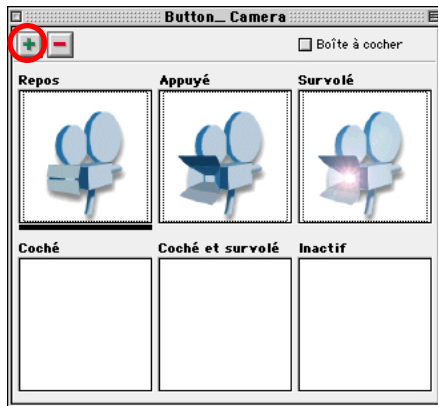 Button_ Camera
Boîte à cocher
Repos Appuyé Survolé
Coché Coché et survolé Inactif